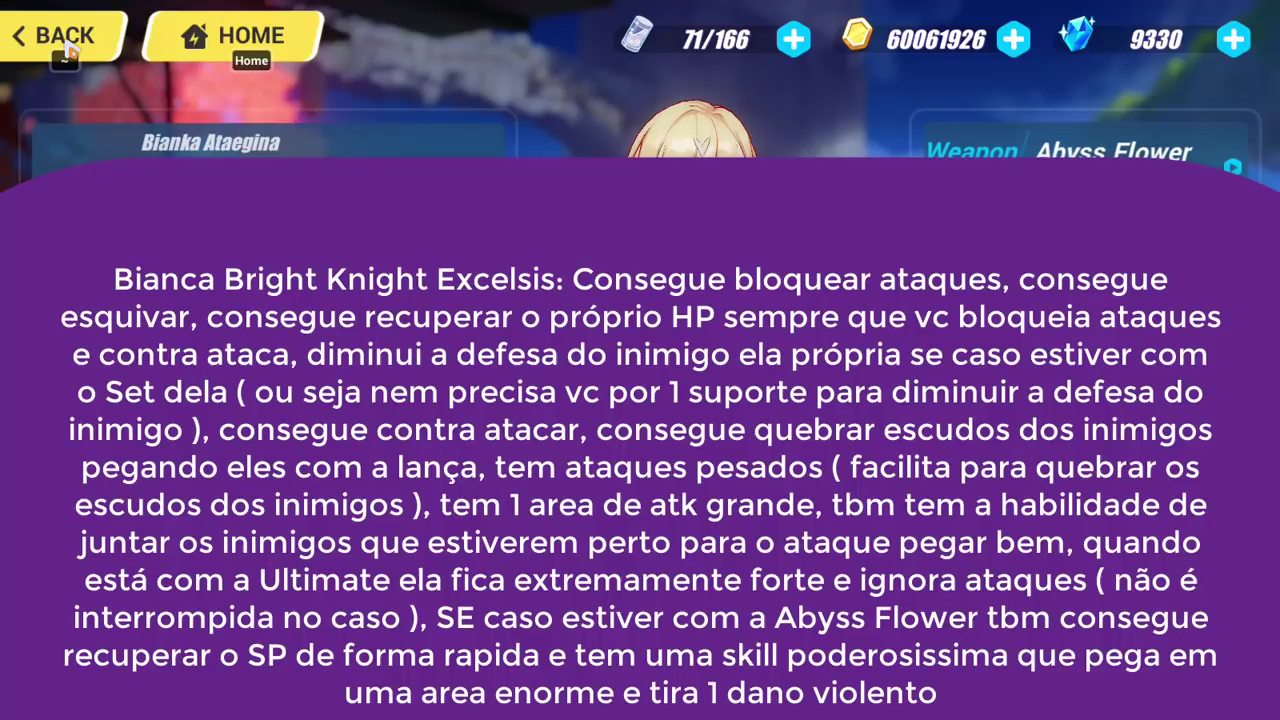 BACK
HOME
71/166
60061926
9330
~
Home
Bianka Ataegina
Weapon / Abyss Flower
Bianca Bright Knight Excelsis: Consegue bloquear ataques, consegue
esquivar, consegue recuperar o próprio HP sempre que vc bloqueia ataques
e contra ataca, diminui a defesa do inimigo ela própria se caso estiver com
o Set dela ( ou seja nem precisa vc por 1 suporte para diminuir a defesa do
inimigo ), consegue contra atacar, consegue quebrar escudos dos inimigos
pegando eles com a lança, tem ataques pesados ( facilita para quebrar os
escudos dos inimigos ), tem 1 area de atk grande, tbm tem a habilidade de
juntar os inimigos que estiverem perto para o ataque pegar bem, quando
está com a Ultimate ela fica extremamente forte e ignora ataques ( não é
interrompida no caso ), SE caso estiver com a Abyss Flower tbm consegue
recuperar o SP de forma rapida e tem uma skill poderosissima que pega em
uma area enorme e tira 1 dano violento